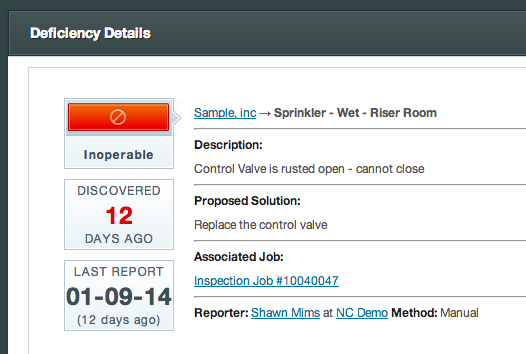 Deficiency Details
Inoperable
DISCOVERED
12
DAYS AGO
LAST REPORT
01-09-14
(12 days ago)
Sample, inc → Sprinkler - Wet - Riser Room
Description:
Control Valve is rusted open - cannot close
Proposed Solution:
Replace the control valve
Associated Job:
Inspection Job #10040047
Reporter: Shawn Mims at NC Demo Method: Manual